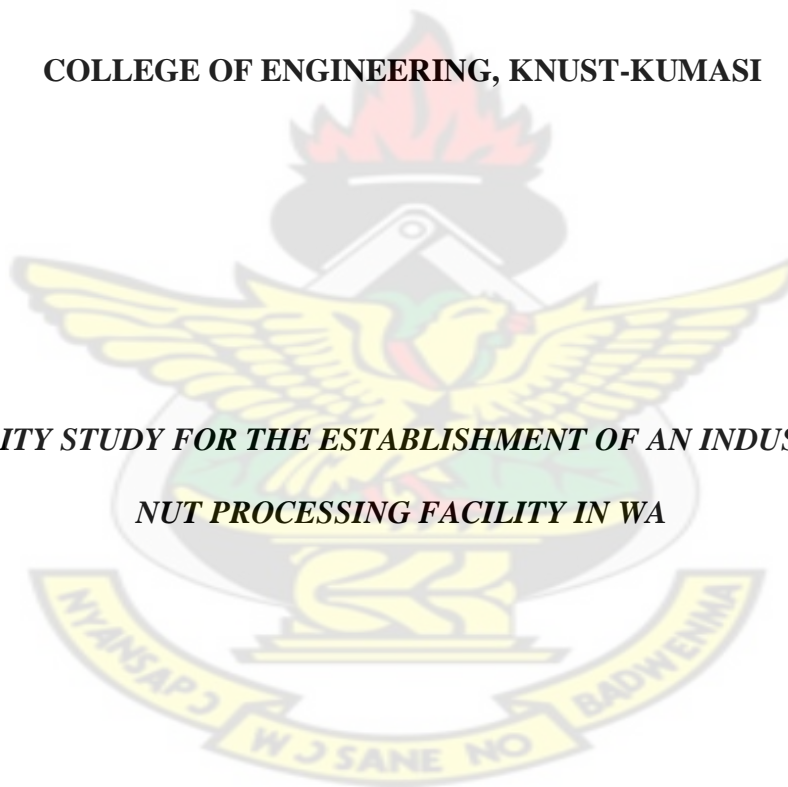 COLLEGE OF ENGINEERING, KNUST-KUMASI
ITY STUDY FOR THE ESTABLISHMENT OF AN INDUS
NUT PROCESSING FACILITY IN WA
NYANSAPƆ WƆSANE NO BADWENMA